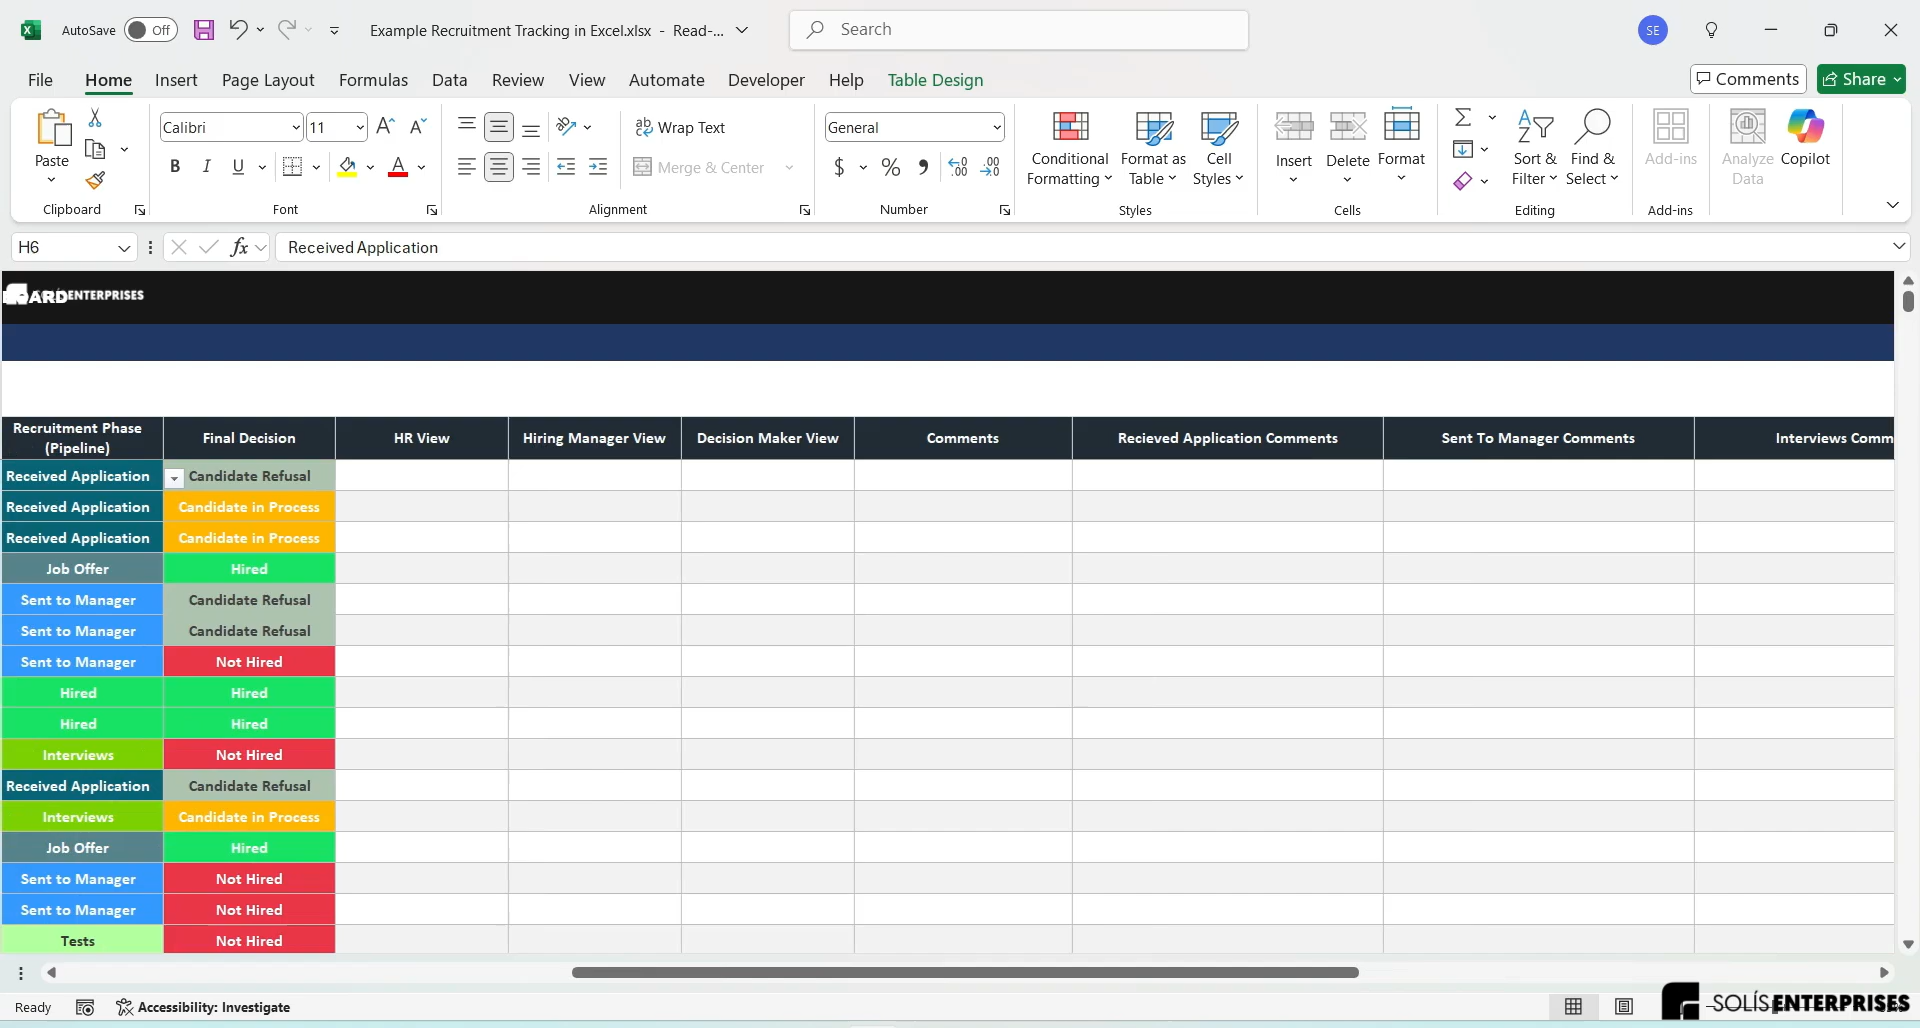 AutoSave Off Example Recruitment Tracking in Excel.xlsx - Read-... Search SE
File Home Insert Page Layout Formulas Data Review View Automate Developer Help Table Design Comments Share
Paste Calibri 11 Wrap Text General Conditional Formatting Format as Table Cell Styles Insert Delete Format Sort & Filter Find & Select Add-ins Analyze Data Copilot
B I U A Merge & Center $ %
Clipboard Font Alignment Number Styles Cells Editing Add-ins
H6 fx Received Application
ENTERPRISES
Recruitment Phase (Pipeline) Final Decision HR View Hiring Manager View Decision Maker View Comments Recieved Application Comments Sent To Manager Comments Interviews Comm
Received Application Candidate Refusal
Received Application Candidate in Process
Received Application Candidate in Process
Job Offer Hired
Sent to Manager Candidate Refusal
Sent to Manager Candidate Refusal
Sent to Manager Not Hired
Hired Hired
Hired Hired
Interviews Not Hired
Received Application Candidate Refusal
Interviews Candidate in Process
Job Offer Hired
Sent to Manager Not Hired
Sent to Manager Not Hired
Tests Not Hired
Ready Accessibility: Investigate SOLÍS ENTERPRISES